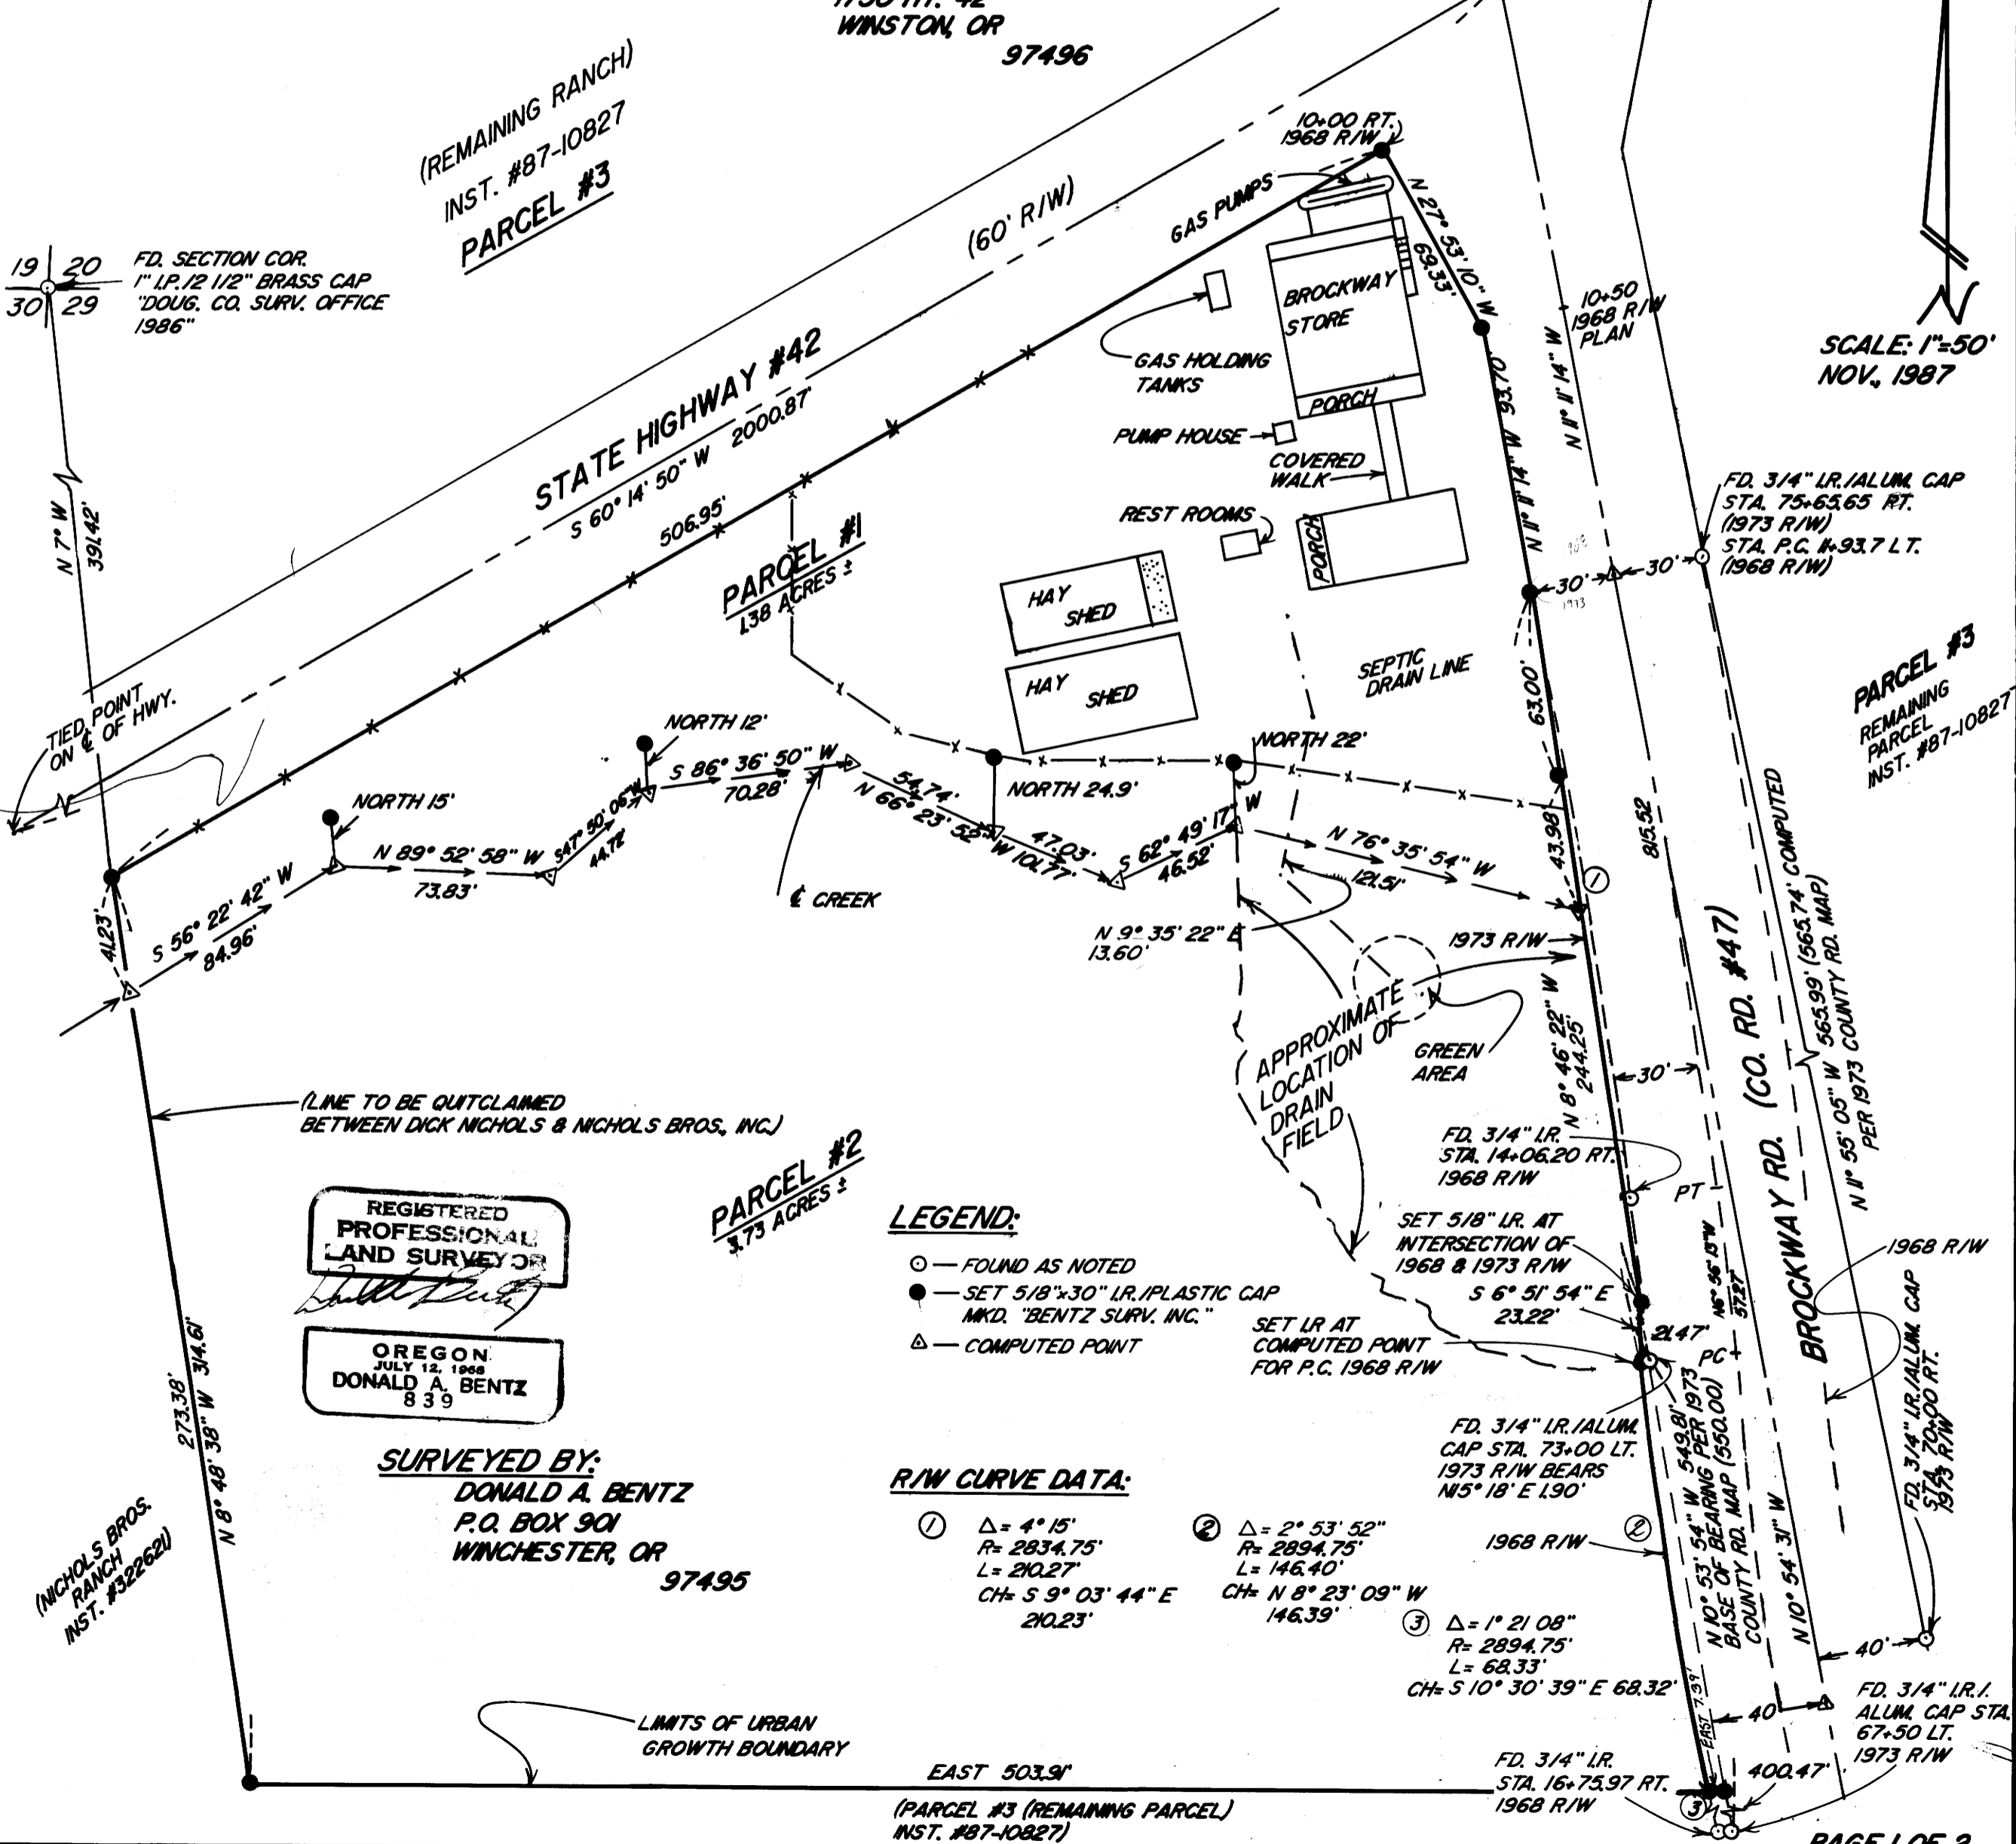 WINSTON, OR
97496
(REMAINING RANCH)
INST. #87-10827
PARCEL #3
19 20
30 29
FD. SECTION COR.
1" I.P./2 1/2" BRASS CAP
"DOUG. CO. SURV. OFFICE
1986"
N 7° W
391.42'
STATE HIGHWAY #42
S 60° 14' 50" W 2000.87'
506.95'
(60' R/W)
10+00 RT.
1968 R/W
GAS PUMPS
N 27° 53' 10" W
69.33'
BROCKWAY
STORE
GAS HOLDING
TANKS
PORCH
PUMP HOUSE
COVERED
WALK
REST ROOMS
PORCH
N 11° 11' 14" W 93.70'
N 11° 11' 14" W
10+50
1968 R/W
PLAN
SCALE: 1"=50'
NOV., 1987
FD. 3/4" I.R./ALUM. CAP
STA. 75+65.65 RT.
(1973 R/W)
STA. P.C. 11+93.7 LT.
(1968 R/W)
30'
30'
1973
PARCEL #1
1.38 ACRES ±
HAY
SHED
HAY
SHED
SEPTIC
DRAIN LINE
63.00'
PARCEL #3
REMAINING
PARCEL
INST. #87-10827
TIED POINT
ON ℄ OF HWY.
NORTH 15'
NORTH 12'
NORTH 24.9'
NORTH 22'
S 56° 22' 42" W
84.96'
N 89° 52' 58" W
73.83'
S47° 50' 06" W
44.72'
S 86° 36' 50" W
70.28'
54.74'
N 66° 23' 52" W 101.77'
47.03'
S 62° 49' 17" W
46.52'
N 76° 35' 54" W
121.51'
℄ CREEK
N 9° 35' 22" E
13.60'
41.23'
43.98'
815.52
1
1973 R/W
N 8° 46' 22" W
244.25'
APPROXIMATE
LOCATION OF
DRAIN
FIELD
GREEN
AREA
30'
BROCKWAY RD. (CO. RD. #47)
N 11° 55' 05" W 565.99' (565.74' COMPUTED
PER 1973 COUNTY RD. MAP)
(LINE TO BE QUITCLAIMED
BETWEEN DICK NICHOLS & NICHOLS BROS., INC.)
PARCEL #2
3.73 ACRES ±
REGISTERED
PROFESSIONAL
LAND SURVEYOR
OREGON
JULY 12, 1968
DONALD A. BENTZ
839
LEGEND:
FOUND AS NOTED
SET 5/8"x30" I.R./PLASTIC CAP
MKD. "BENTZ SURV. INC."
COMPUTED POINT
FD. 3/4" I.R.
STA. 14+06.20 RT.
1968 R/W
PT
SET 5/8" I.R. AT
INTERSECTION OF
1968 & 1973 R/W
S 6° 51' 54" E
23.22'
N6° 56' 13" W
57.27'
SET I.R AT
COMPUTED POINT
FOR P.C. 1968 R/W
21.47'
PC
1968 R/W
FD. 3/4" I.R./ALUM.
CAP STA. 73+00 LT.
1973 R/W BEARS
N15° 18' E 1.90'
N 10° 53' 54" W 549.81'
BASE OF BEARING PER 1973
COUNTY RD. MAP (550.00)
N 10° 54' 31" W
FD. 3/4" I.R./ALUM. CAP
STA. 70+00 RT.
1973 R/W
273.38'
N 8° 48' 38" W 314.61'
SURVEYED BY:
DONALD A. BENTZ
P.O. BOX 901
WINCHESTER, OR
97495
R/W CURVE DATA:
1 Δ= 4° 15'
R= 2834.75'
L= 210.27'
CH= S 9° 03' 44" E
210.23'
2 Δ= 2° 53' 52"
R= 2894.75'
L= 146.40'
CH= N 8° 23' 09" W
146.39'
3 Δ= 1° 21 08"
R= 2894.75'
L= 68.33'
CH= S 10° 30' 39" E 68.32'
1968 R/W
2
(NICHOLS BROS.
RANCH
INST. #322621)
LIMITS OF URBAN
GROWTH BOUNDARY
EAST 7.39'
40'
40'
FD. 3/4" I.R./
ALUM. CAP STA.
67+50 LT.
1973 R/W
FD. 3/4" I.R.
STA. 16+75.97 RT.
1968 R/W
400.47'
3
EAST 503.91'
(PARCEL #3 (REMAINING PARCEL)
INST. #87-10827)
PAGE 1 OF 2